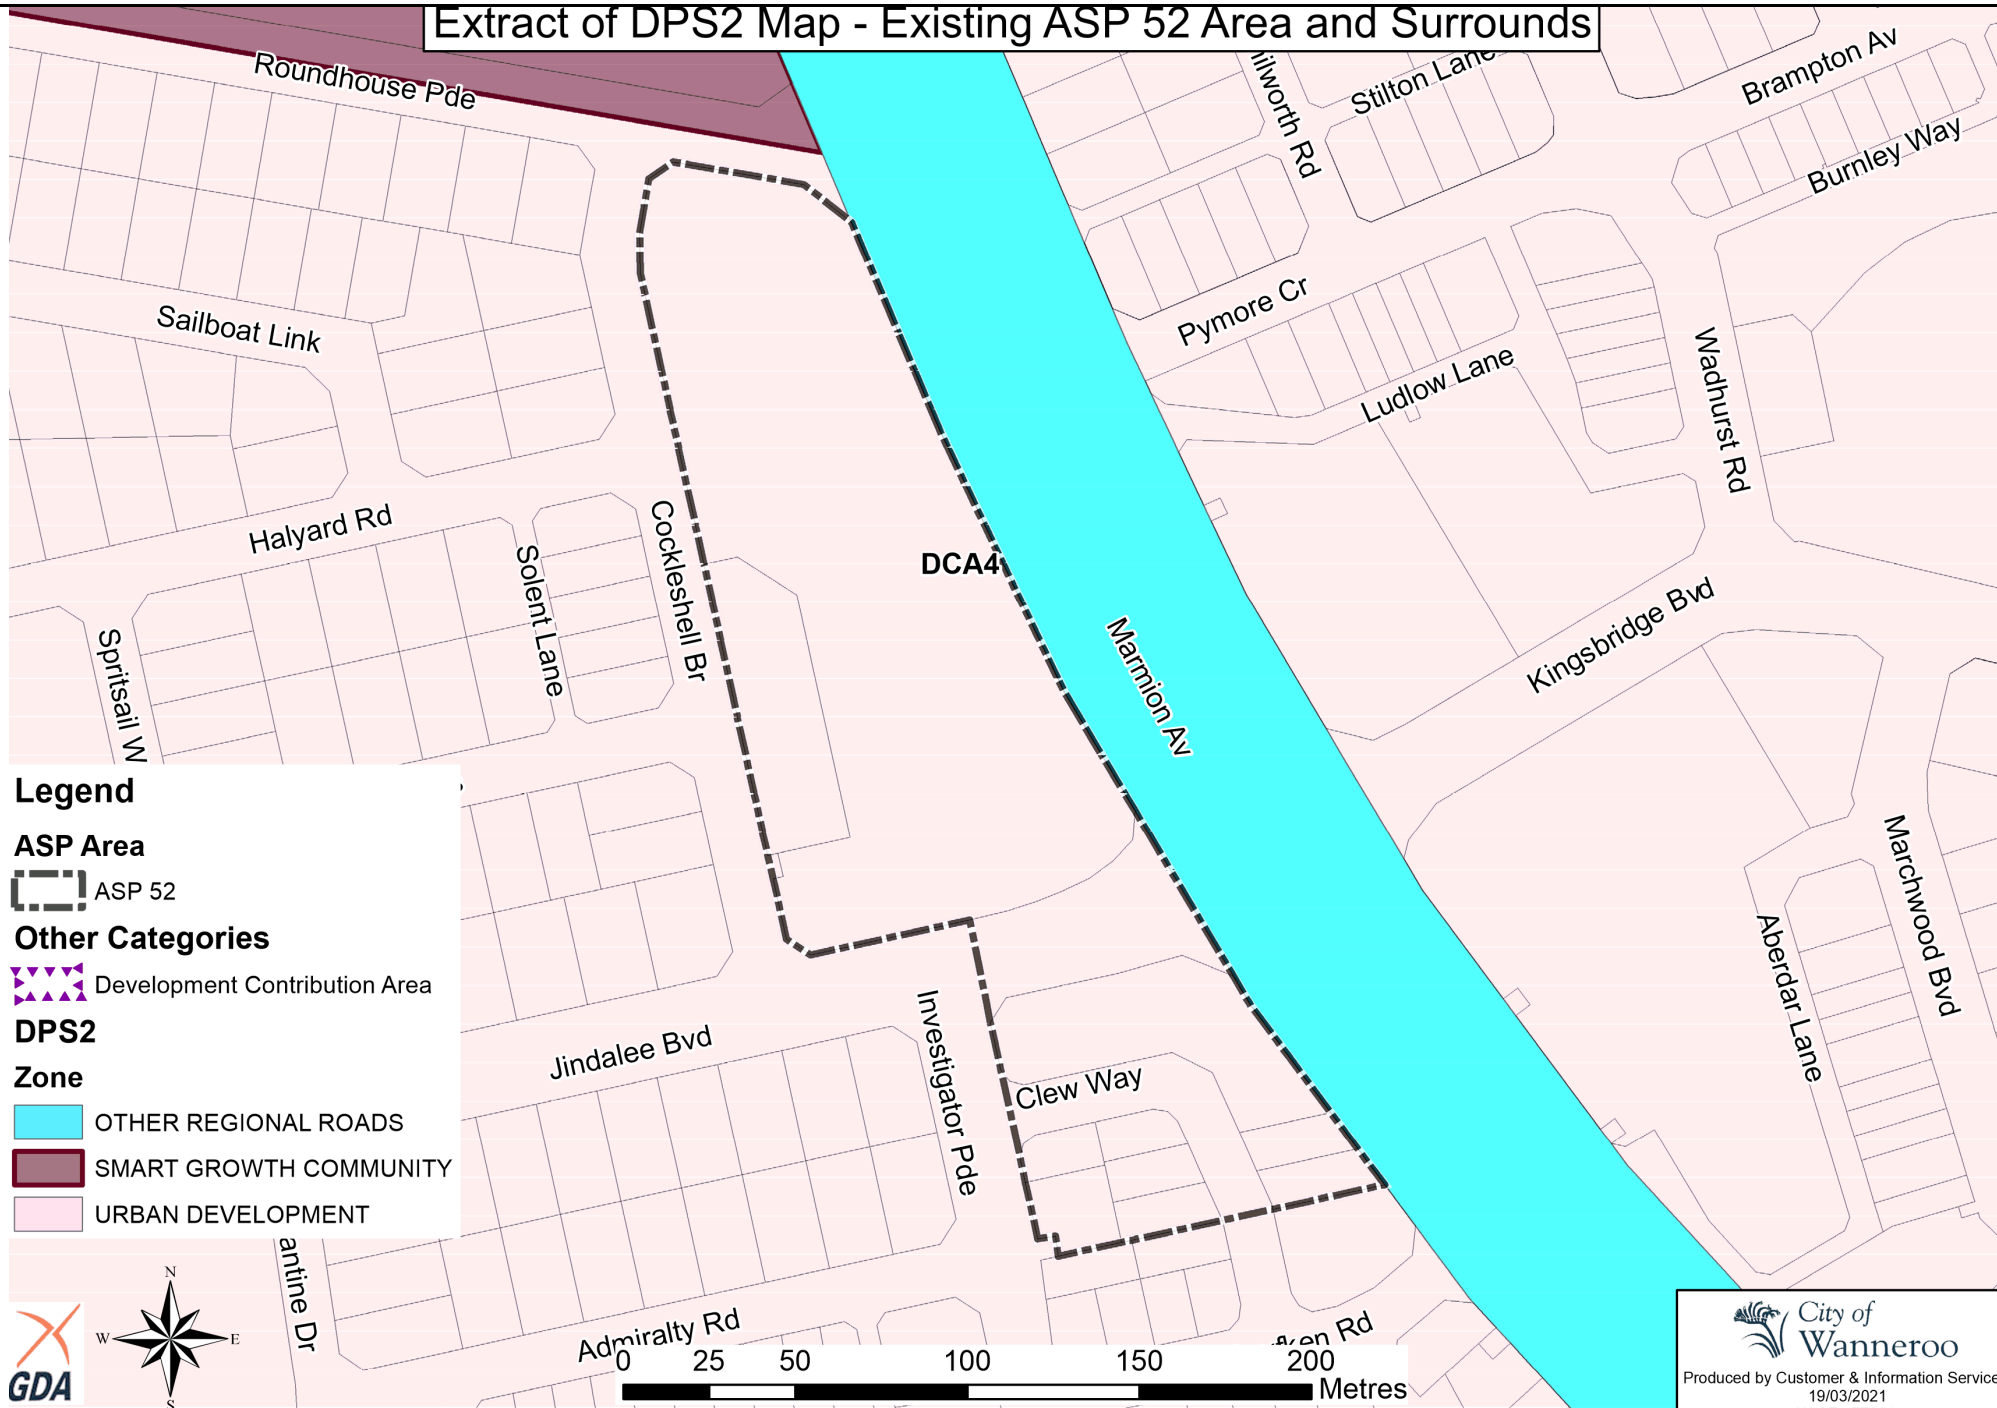 Extract of DPS2 Map - Existing ASP 52 Area and Surrounds
Roundhouse Pde
Stilton Lane
Brampton Av
Burnley Way
Sailboat Link
Pymore Cr
Ludlow Lane
Wadhurst Rd
Halyard Rd
Solent Lane
Cockleshell Br
DCA4
Marmion Av
Kingsbridge Bvd
Spritsail W
Legend
ASP Area
ASP 52
Other Categories
Development Contribution Area
DPS2
Zone
OTHER REGIONAL ROADS
SMART GROWTH COMMUNITY
URBAN DEVELOPMENT
Marchwood Bvd
Aberdar Lane
Investigator Pde
Jindalee Bvd
Clew Way
antine Dr
Admiralty Rd
Rd
N
W E
S
GDA
0 25 50 100 150 200
Metres
City of
Wanneroo
Produced by Customer & Information Service
19/03/2021